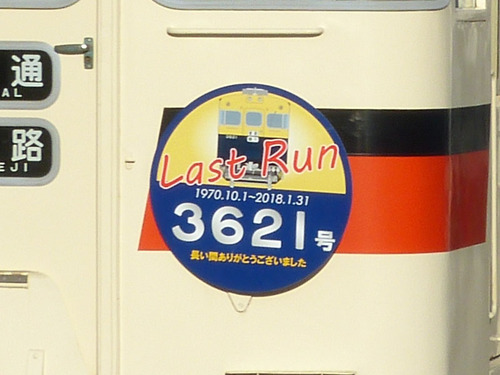 通
AL
路
EJI
3621
Last Run
1970.10.1~2018.1.31
3621号
長い間ありがとうございました